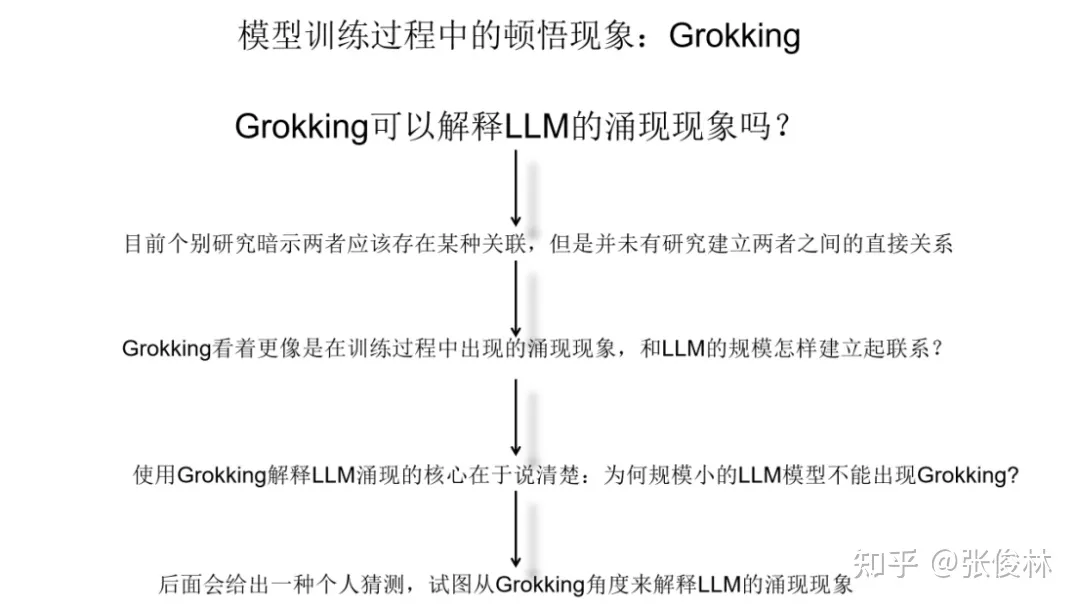 模型训练过程中的顿悟现象：Grokking
Grokking可以解释LLM的涌现现象吗？
目前个别研究暗示两者应该存在某种关联，但是并未有研究建立两者之间的直接关系
Grokking看着更像是在训练过程中出现的涌现现象，和LLM的规模怎样建立起联系？
使用Grokking解释LLM涌现的核心在于说清楚：为何规模小的LLM模型不能出现Grokking?
后面会给出一种个人猜测，试图从Grokking角度来解释LLM的涌现现象
知乎 @张俊林